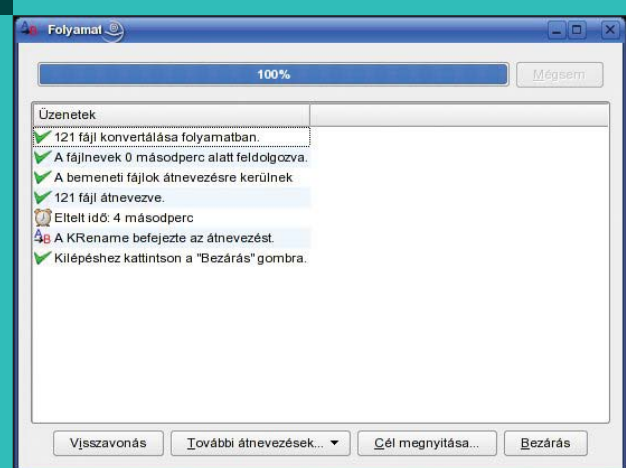 Folyamat
100%
Mégsem
Üzenetek
121 fájl konvertálása folyamatban.
A fájlnevek 0 másodperc alatt feldolgozva.
A bemeneti fájlok átnevezésre kerülnek
121 fájl átnevezve.
Eltelt idő: 4 másodperc
A KRename befejezte az átnevezést.
Kilépéshez kattintson a "Bezárás" gombra.
Visszavonás
További átnevezések...
Cél megnyitása...
Bezárás